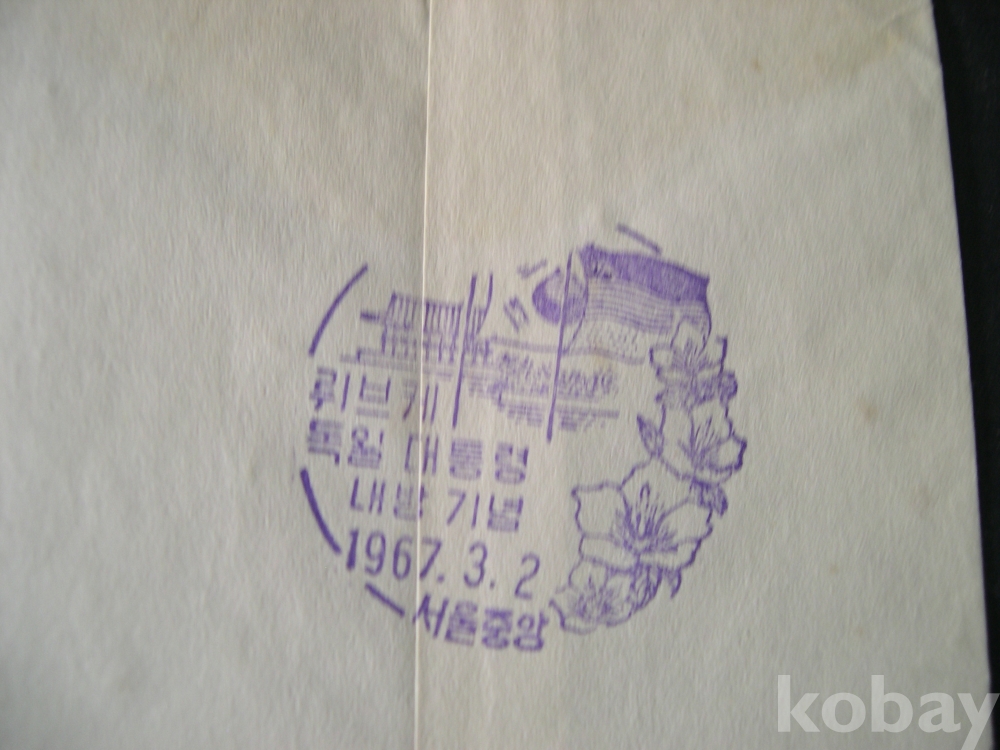 뤼브게
독일 대통령
내방 기념
1967.3.2
서울중앙
kobay